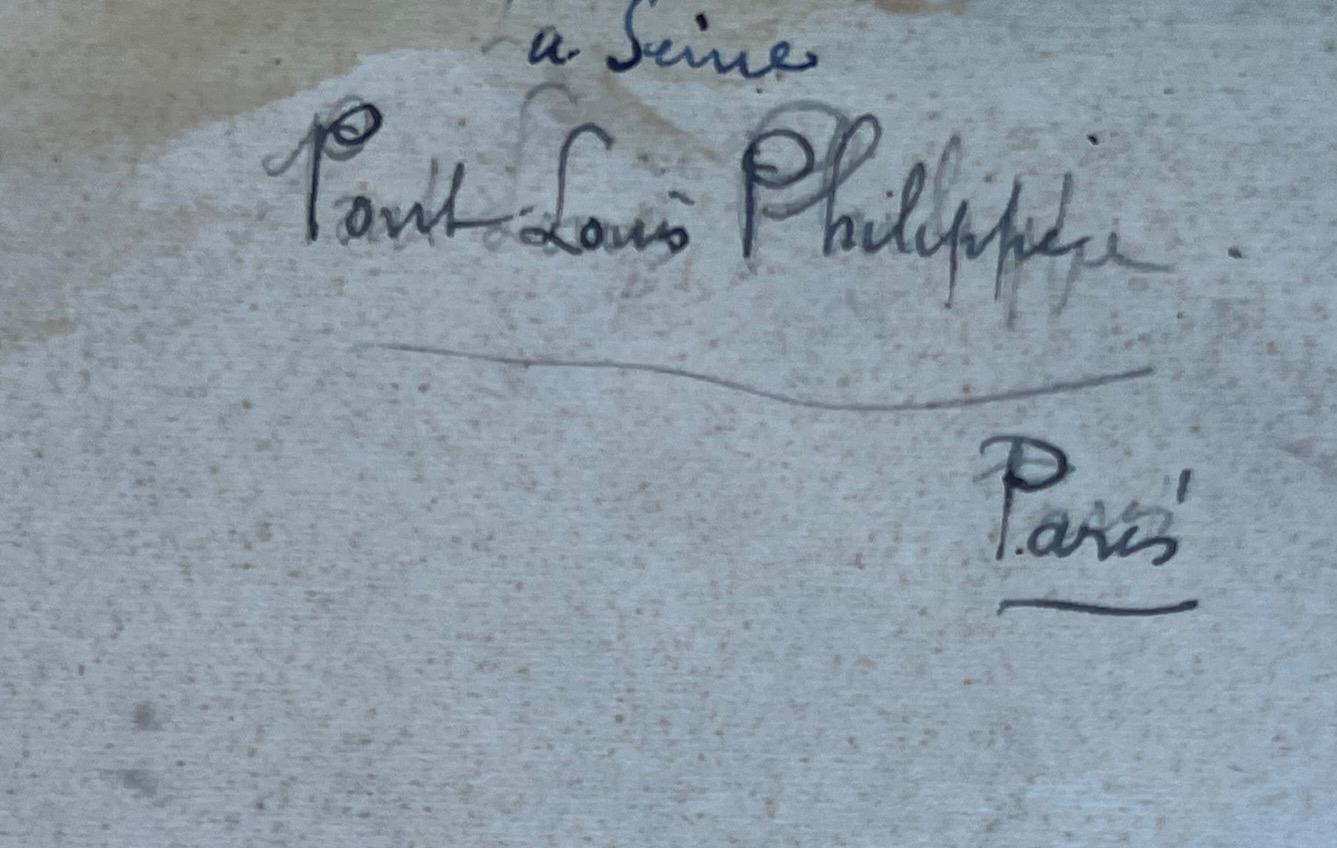 a Seine
Pont Louis Philippe.
Paris